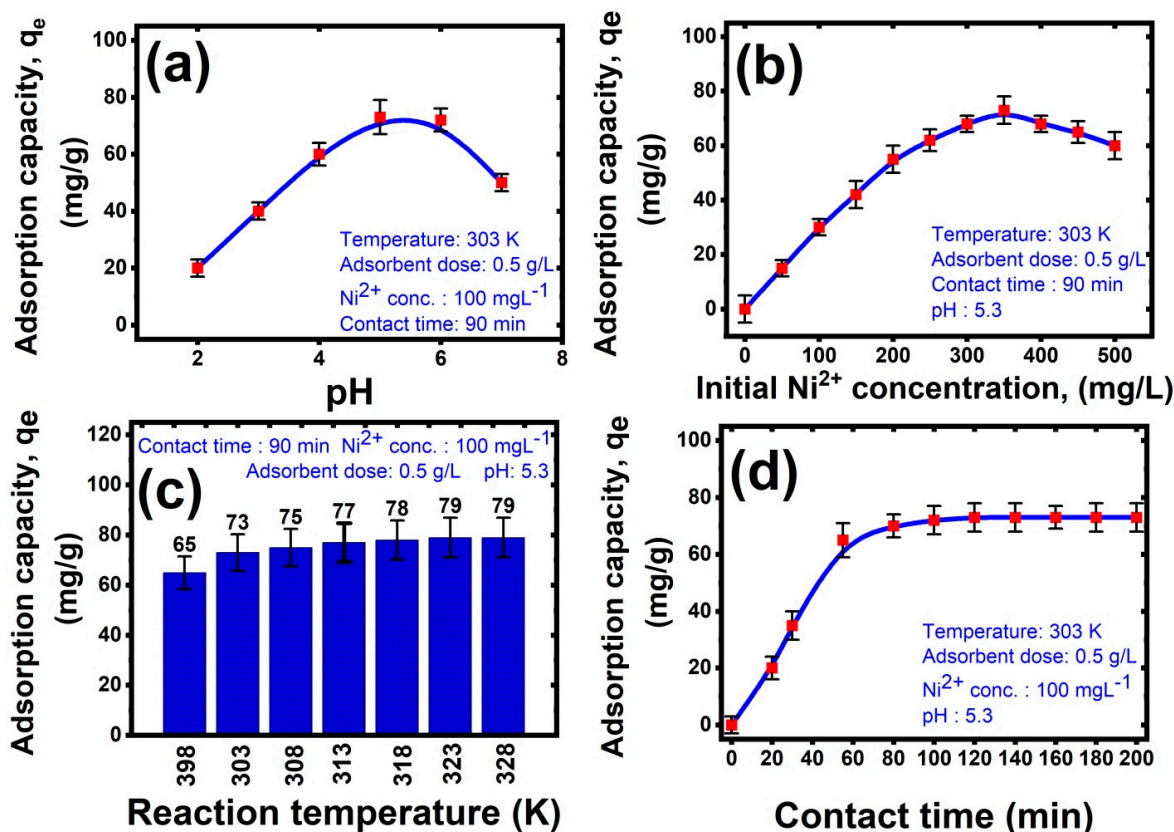 Adsorption capacity, qₑ
(mg/g)
100
80
60
40
20
0
(a)
Temperature: 303 K
Adsorbent dose: 0.5 g/L
Ni²⁺ conc. : 100 mgL⁻¹
Contact time: 90 min
2
4
6
8
pH
Adsorption capacity, qe
(mg/g)
100
80
60
40
20
0
(b)
Temperature: 303 K
Adsorbent dose: 0.5 g/L
Contact time : 90 min
pH : 5.3
0
100
200
300
400
500
Initial Ni²⁺ concentration, (mg/L)
Adsorption capacity, qe
(mg/g)
120
100
80
60
40
20
0
Contact time : 90 min Ni²⁺ conc. : 100 mgL⁻¹
Adsorbent dose: 0.5 g/L pH: 5.3
(c)
65
73
75
77
78
79
79
398
303
308
313
318
323
328
Reaction temperature (K)
Adsorption capacity, qe
(mg/g)
100
80
60
40
20
0
(d)
Temperature: 303 K
Adsorbent dose: 0.5 g/L
Ni²⁺ conc. : 100 mgL⁻¹
pH : 5.3
0
20
40
60
80
100
120
140
160
180
200
Contact time (min)